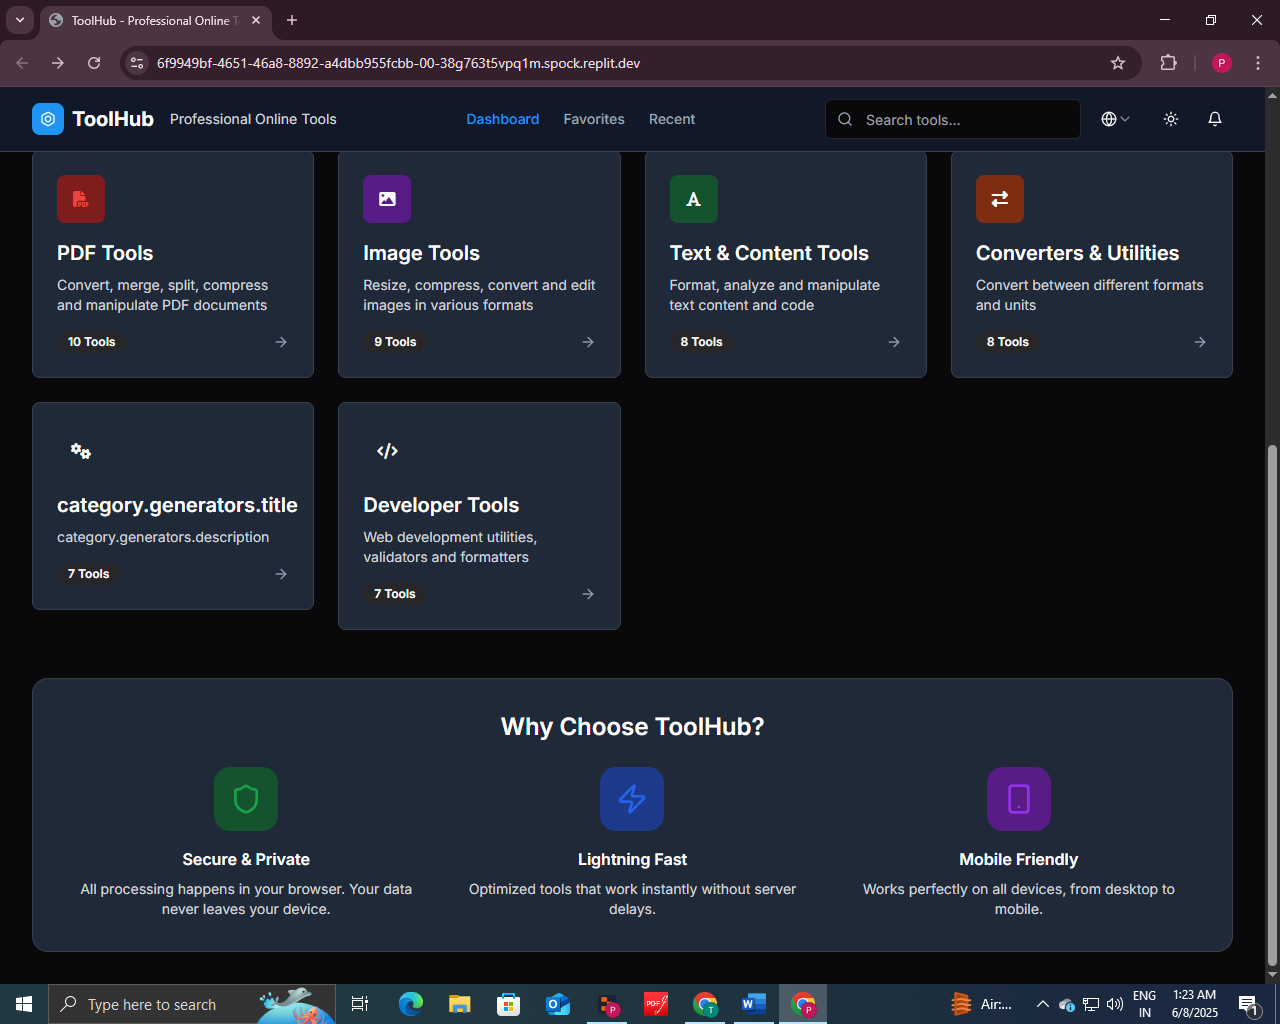 ToolHub - Professional Online T
6f9949bf-4651-46a8-8892-a4dbb955fcbb-00-38g763t5vpq1m.spock.replit.dev
P
ToolHub
Professional Online Tools
Dashboard
Favorites
Recent
Search tools...
PDF
PDF Tools
Convert, merge, split, compress
and manipulate PDF documents
10 Tools
Image Tools
Resize, compress, convert and edit
images in various formats
9 Tools
A
Text & Content Tools
Format, analyze and manipulate
text content and code
8 Tools
Converters & Utilities
Convert between different formats
and units
8 Tools
category.generators.title
category.generators.description
7 Tools
Developer Tools
Web development utilities,
validators and formatters
7 Tools
Why Choose ToolHub?
Secure & Private
All processing happens in your browser. Your data
never leaves your device.
Lightning Fast
Optimized tools that work instantly without server
delays.
Mobile Friendly
Works perfectly on all devices, from desktop to
mobile.
Type here to search
O
P
PDF
T
W
P
Air:...
ENG
IN
1:23 AM
6/8/2025
1